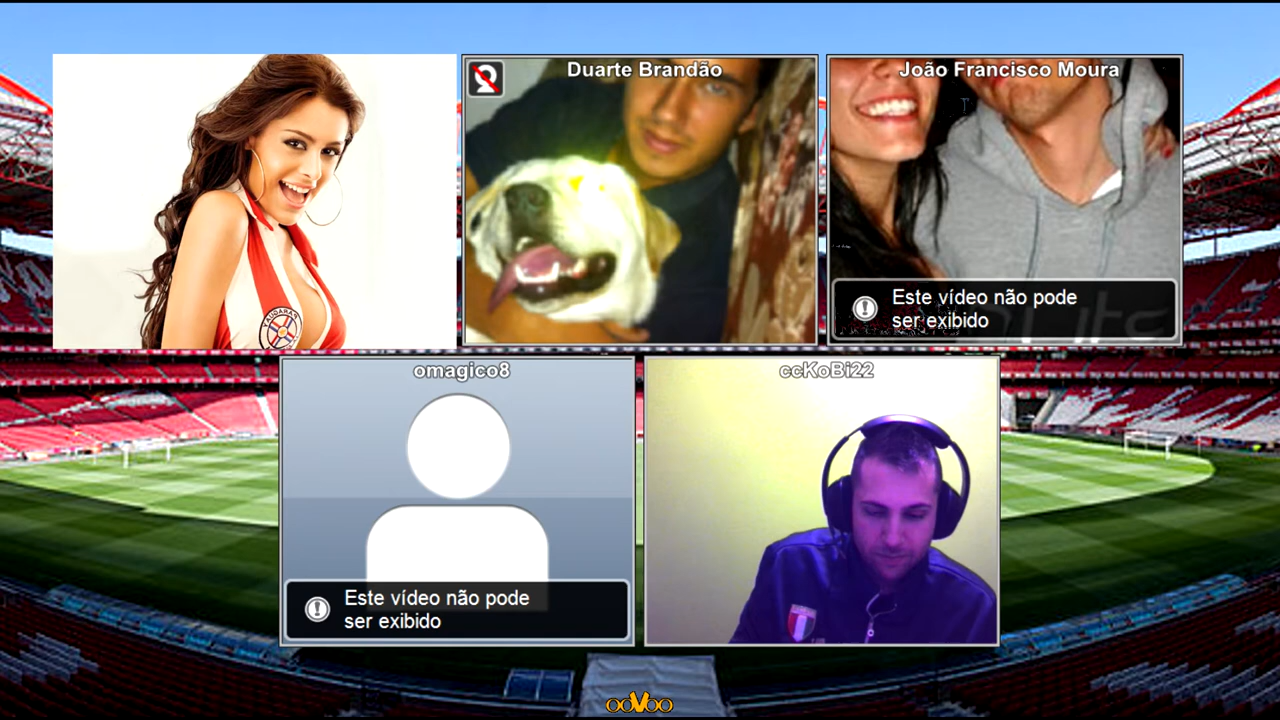 Duarte Brandão
João Francisco Moura
Este vídeo não pode
ser exibido
omagico8
ccKoBi22
Este vídeo não pode
ser exibido
PARAGUAY
ooVoo